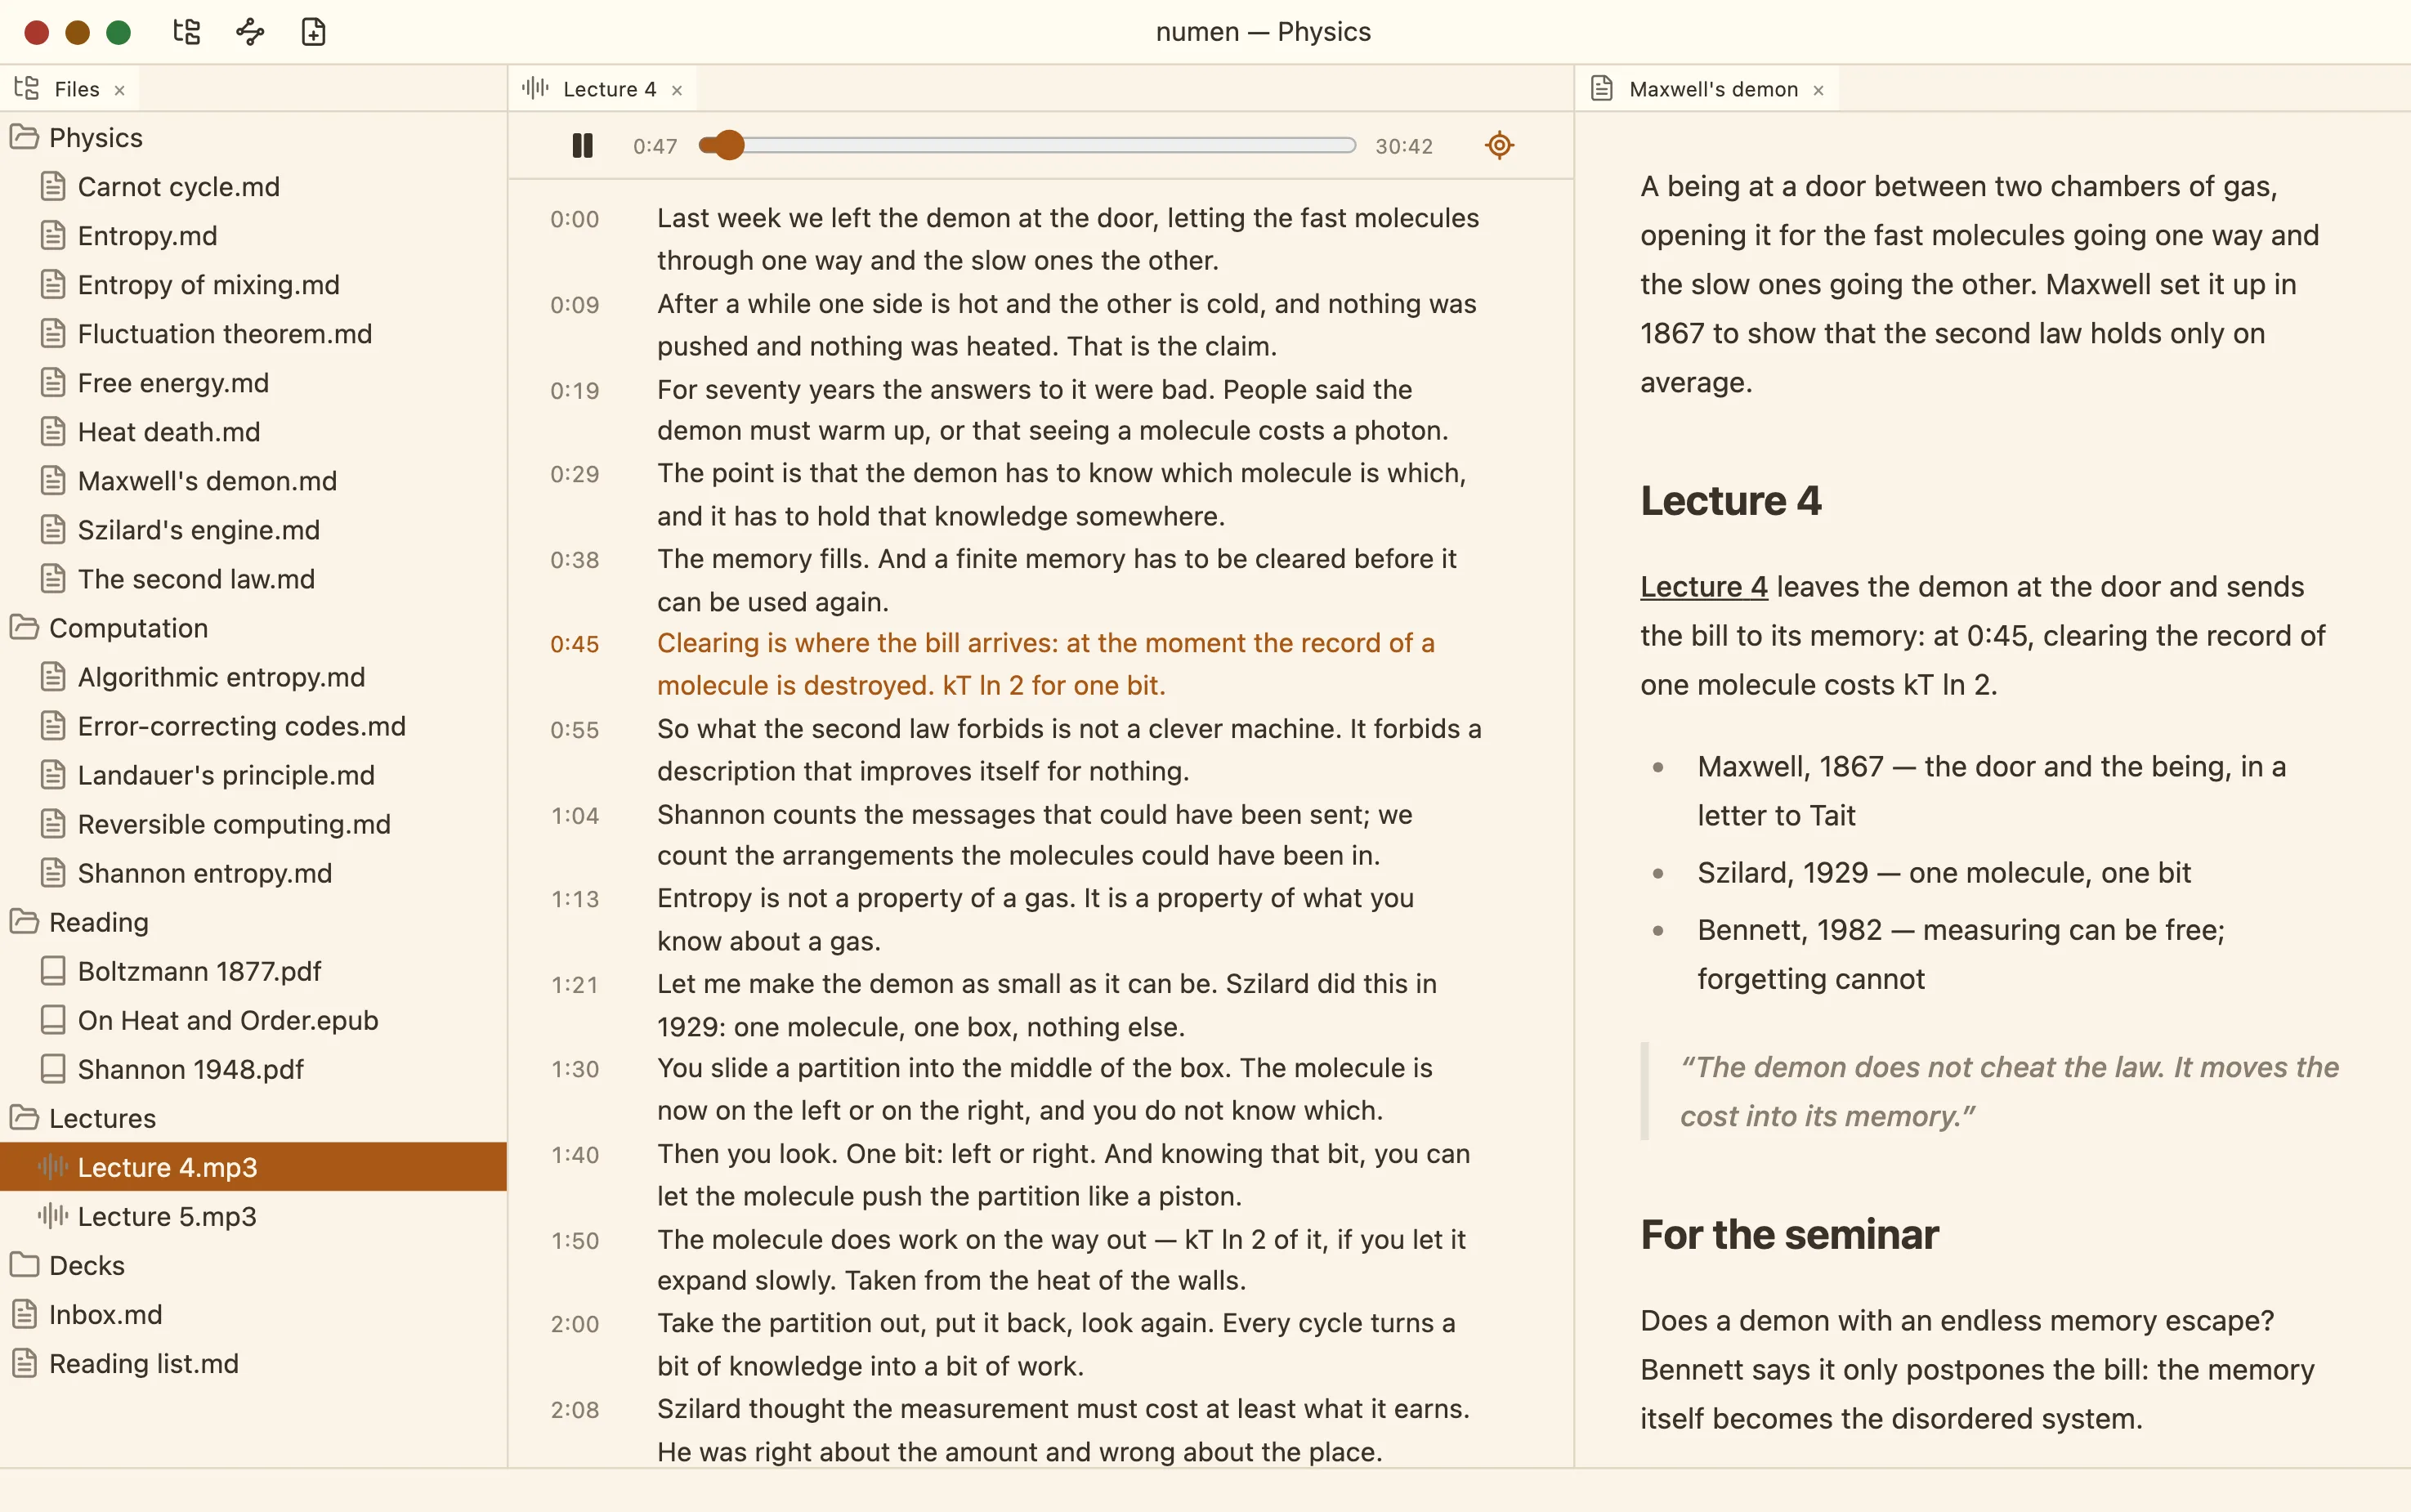 numen — Physics
Files
Physics
Carnot cycle.md
Entropy.md
Entropy of mixing.md
Fluctuation theorem.md
Free energy.md
Heat death.md
Maxwell's demon.md
Szilard's engine.md
The second law.md
Computation
Algorithmic entropy.md
Error-correcting codes.md
Landauer's principle.md
Reversible computing.md
Shannon entropy.md
Reading
Boltzmann 1877.pdf
On Heat and Order.epub
Shannon 1948.pdf
Lectures
Lecture 4.mp3
Lecture 5.mp3
Decks
Inbox.md
Reading list.md
Lecture 4
0:47
30:42
0:00 Last week we left the demon at the door, letting the fast molecules
through one way and the slow ones the other.
0:09 After a while one side is hot and the other is cold, and nothing was
pushed and nothing was heated. That is the claim.
0:19 For seventy years the answers to it were bad. People said the
demon must warm up, or that seeing a molecule costs a photon.
0:29 The point is that the demon has to know which molecule is which,
and it has to hold that knowledge somewhere.
0:38 The memory fills. And a finite memory has to be cleared before it
can be used again.
0:45 Clearing is where the bill arrives: at the moment the record of a
molecule is destroyed. kT ln 2 for one bit.
0:55 So what the second law forbids is not a clever machine. It forbids a
description that improves itself for nothing.
1:04 Shannon counts the messages that could have been sent; we
count the arrangements the molecules could have been in.
1:13 Entropy is not a property of a gas. It is a property of what you
know about a gas.
1:21 Let me make the demon as small as it can be. Szilard did this in
1929: one molecule, one box, nothing else.
1:30 You slide a partition into the middle of the box. The molecule is
now on the left or on the right, and you do not know which.
1:40 Then you look. One bit: left or right. And knowing that bit, you can
let the molecule push the partition like a piston.
1:50 The molecule does work on the way out — kT ln 2 of it, if you let it
expand slowly. Taken from the heat of the walls.
2:00 Take the partition out, put it back, look again. Every cycle turns a
bit of knowledge into a bit of work.
2:08 Szilard thought the measurement must cost at least what it earns.
He was right about the amount and wrong about the place.
Maxwell's demon
A being at a door between two chambers of gas,
opening it for the fast molecules going one way and
the slow ones going the other. Maxwell set it up in
1867 to show that the second law holds only on
average.
Lecture 4
Lecture 4 leaves the demon at the door and sends
the bill to its memory: at 0:45, clearing the record of
one molecule costs kT ln 2.
• Maxwell, 1867 — the door and the being, in a
letter to Tait
• Szilard, 1929 — one molecule, one bit
• Bennett, 1982 — measuring can be free;
forgetting cannot
“The demon does not cheat the law. It moves the
cost into its memory.”
For the seminar
Does a demon with an endless memory escape?
Bennett says it only postpones the bill: the memory
itself becomes the disordered system.